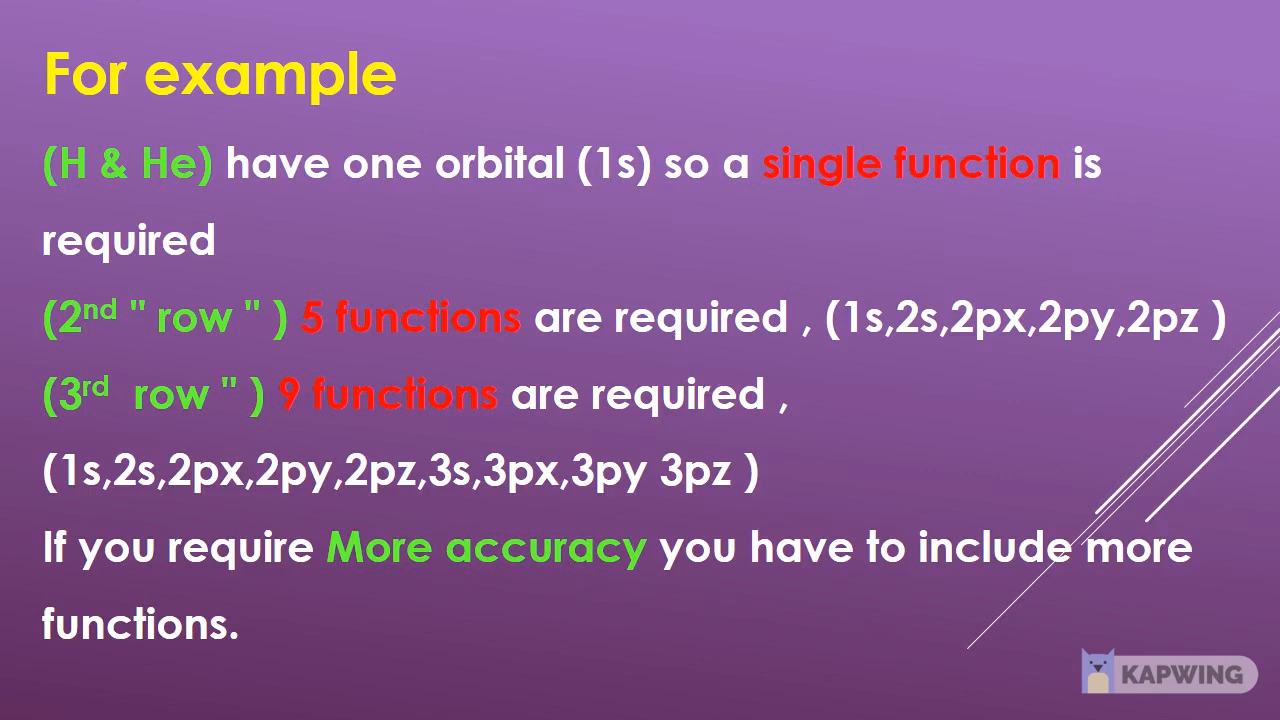 For example
(H & He) have one orbital (1s) so a single function is
required
(2nd " row " ) 5 functions are required , (1s,2s,2px,2py,2pz )
(3rd row " ) 9 functions are required ,
(1s,2s,2px,2py,2pz,3s,3px,3py 3pz )
If you require More accuracy you have to include more
functions.
KAPWING